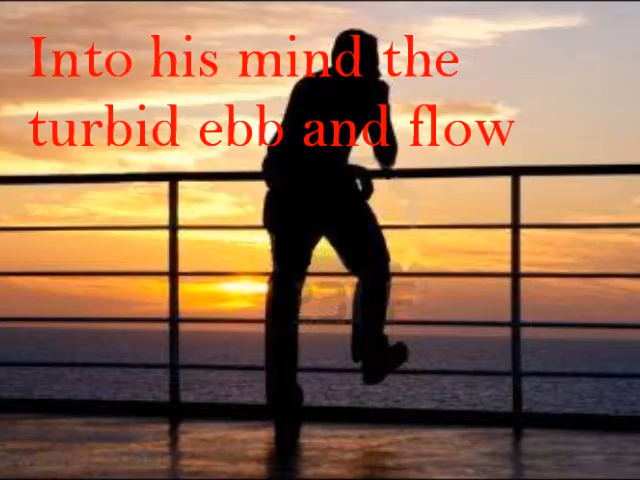 Into his mind the
turbid ebb and flow